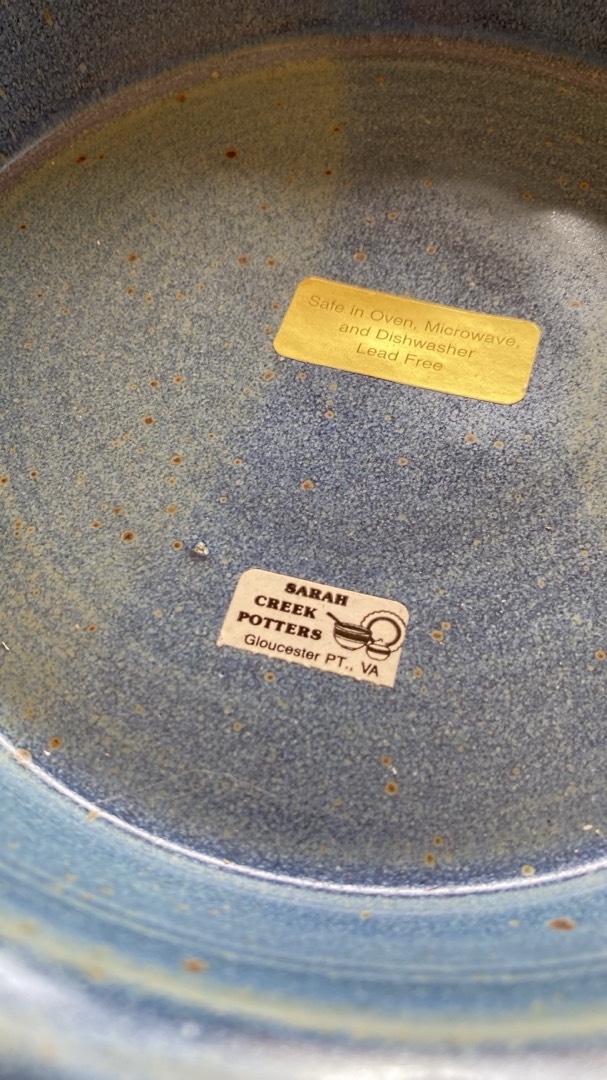 Safe in Oven, Microwave,
and Dishwasher
Lead Free
SARAH
CREEK
POTTERS
Gloucester PT., VA